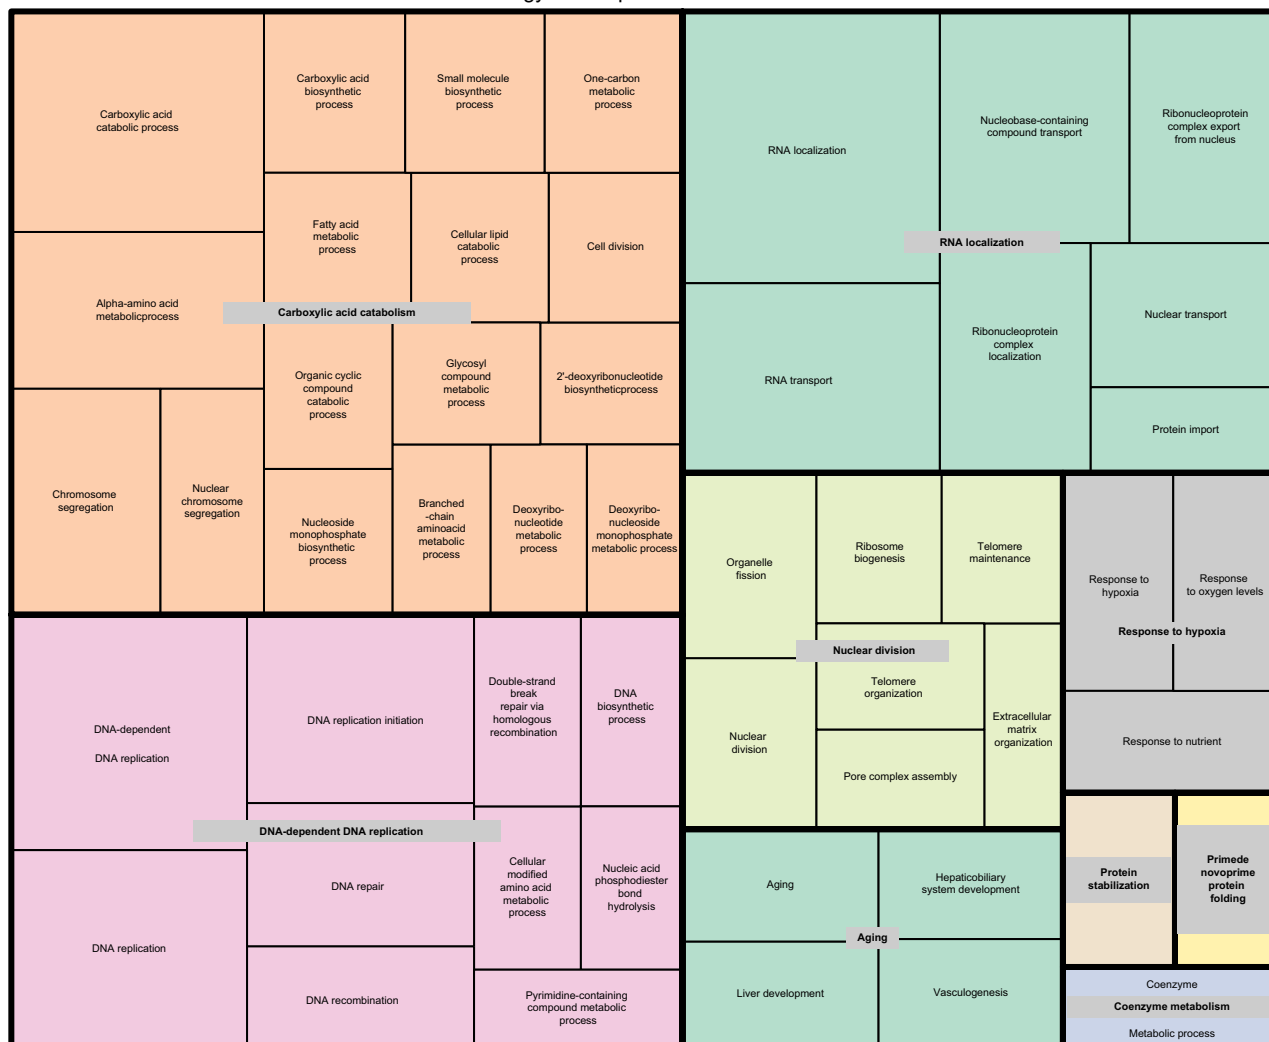 Carboxylic acid
catabolic process
Carboxylic acid
biosynthetic
process
Small molecule
biosynthetic
process
One-carbon
metabolic
process
Alpha-amino acid
metabolicprocess
Fatty acid
metabolic
process
Cellular lipid
catabolic
process
Cell division
Carboxylic acid catabolism
Organic cyclic
compound
catabolic
process
Glycosyl
compound
metabolic
process
2'-deoxyribonucleotide
biosyntheticprocess
Chromosome
segregation
Nuclear
chromosome
segregation
Nucleoside
monophosphate
biosynthetic
process
Branched
-chain
aminoacid
metabolic
process
Deoxyribo-
nucleotide
metabolic
process
Deoxyribo-
nucleoside
monophosphate
metabolic process
RNA localization
Nucleobase-containing
compound transport
Ribonucleoprotein
complex export
from nucleus
RNA localization
RNA transport
Ribonucleoprotein
complex
localization
Nuclear transport
Protein import
Organelle
fission
Ribosome
biogenesis
Telomere
maintenance
Nuclear division
Nuclear
division
Telomere
organization
Extracellular
matrix
organization
Pore complex assembly
Response to
hypoxia
Response
to oxygen levels
Response to hypoxia
Response to nutrient
DNA-dependent
DNA replication
DNA replication initiation
Double-strand
break
repair via
homologous
recombination
DNA
biosynthetic
process
DNA-dependent DNA replication
DNA replication
DNA repair
Cellular
modified
amino acid
metabolic
process
Nucleic acid
phosphodiester
bond
hydrolysis
DNA recombination
Pyrimidine-containing
compound metabolic
process
Aging
Hepaticobiliary
system development
Aging
Liver development
Vasculogenesis
Protein
stabilization
Primede
novoprime
protein
folding
Coenzyme
Coenzyme metabolism
Metabolic process